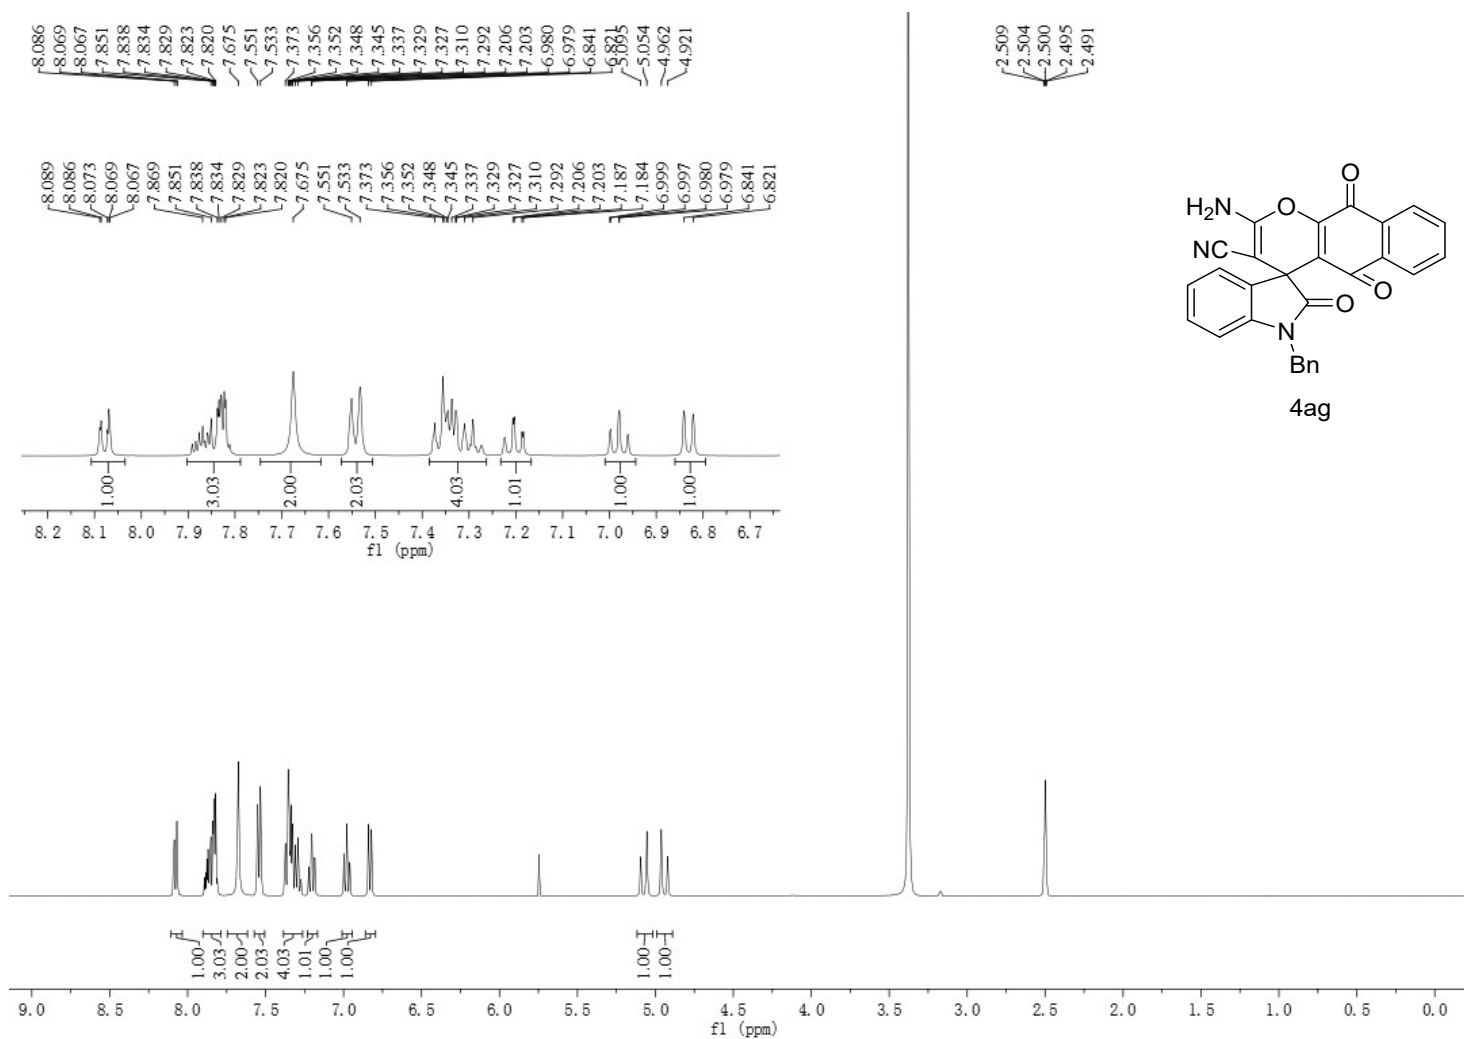 8.086 8.069 8.067 7.851 7.838 7.834 7.829 7.823 7.820 7.675 7.551 7.533 7.373 7.356 7.352 7.348 7.345 7.337 7.329 7.327 7.310 7.292 7.206 7.203 6.980 6.979 6.841 6.821 5.095 5.054 4.962 4.921
2.509 2.504 2.500 2.495 2.491
8.089 8.086 8.073 8.069 8.067 7.869 7.851 7.838 7.834 7.829 7.823 7.820 7.675 7.551 7.533 7.373 7.356 7.352 7.348 7.345 7.337 7.329 7.327 7.310 7.292 7.206 7.203 7.187 7.184 6.999 6.997 6.980 6.979 6.841 6.821
O
H2N O
NC
O
O
N
Bn
4ag
1.00 3.03 2.00 2.03 4.03 1.01 1.00 1.00
8.2 8.1 8.0 7.9 7.8 7.7 7.6 7.5 7.4 7.3 7.2 7.1 7.0 6.9 6.8 6.7
f1 (ppm)
1.00 3.03 2.00 2.03 4.03 1.01 1.00 1.00 1.00 1.00
9.0 8.5 8.0 7.5 7.0 6.5 6.0 5.5 5.0 4.5 4.0 3.5 3.0 2.5 2.0 1.5 1.0 0.5 0.0
f1 (ppm)